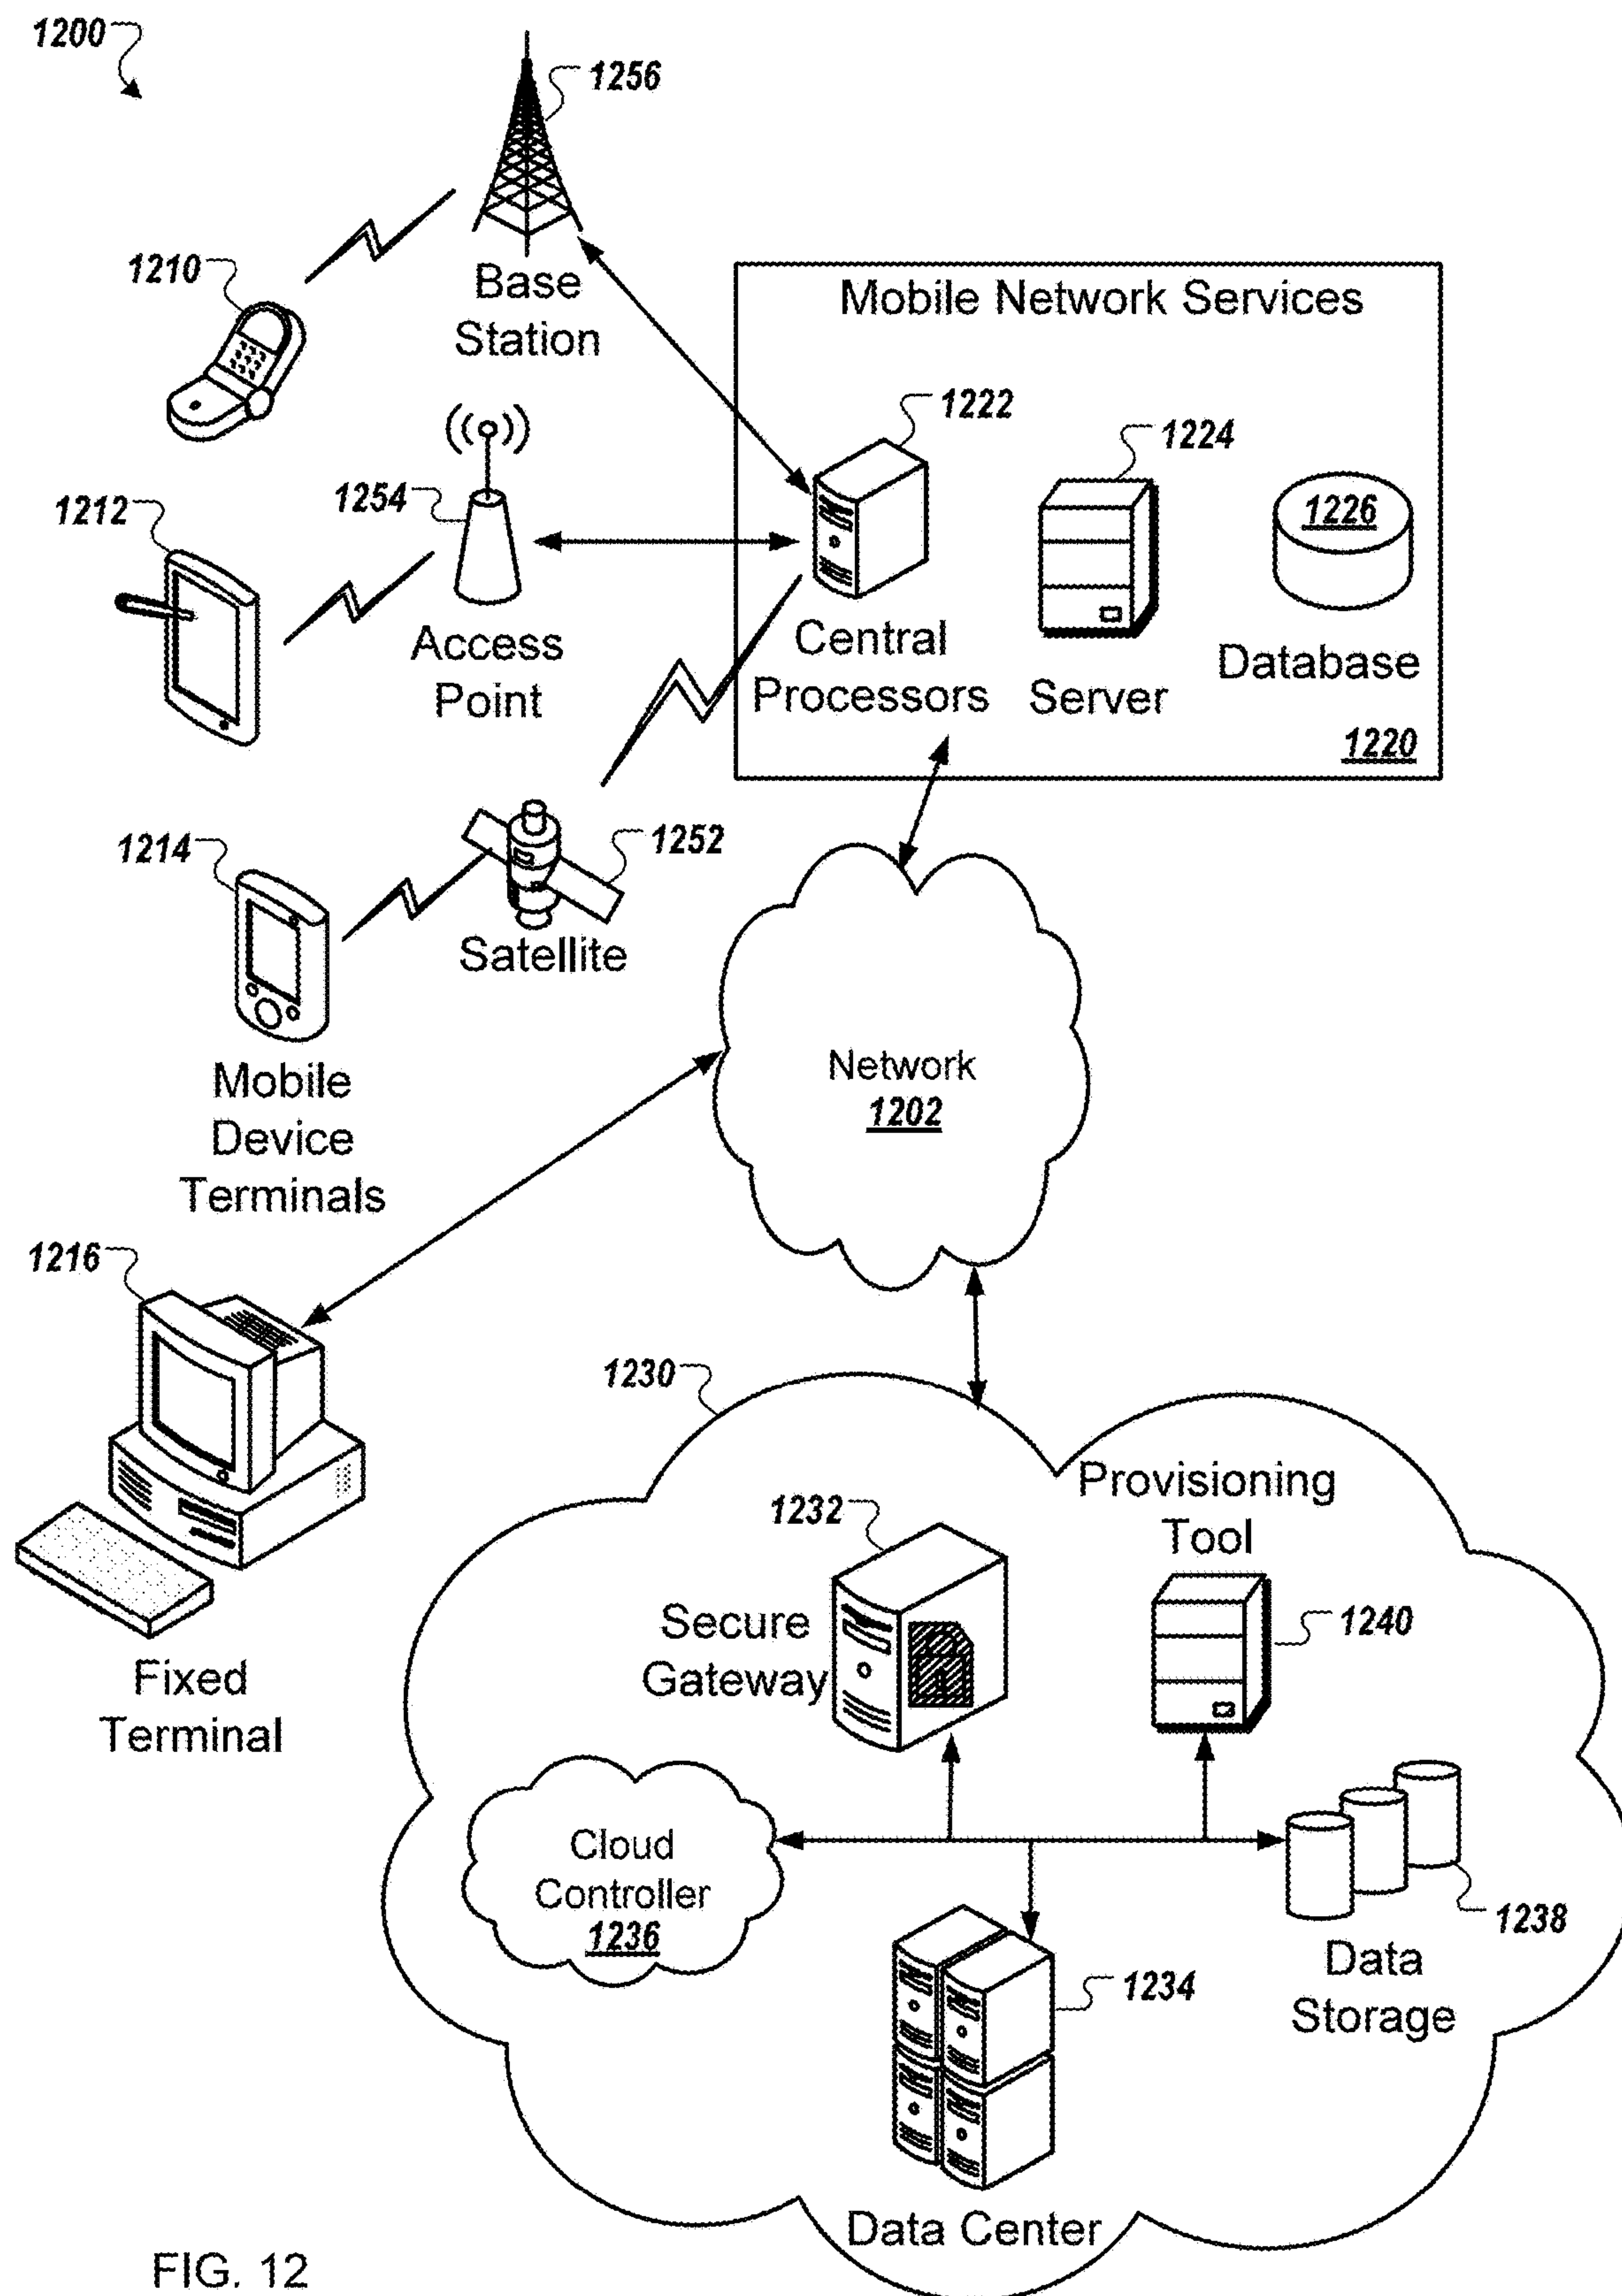 1200
1256
Base
Station
1210
Mobile Network Services
1222
1224
1226
Central
Processors
Server
Database
1220
1254
Access
Point
1212
1252
Satellite
1214
Mobile
Device
Terminals
Network
1202
1216
Fixed
Terminal
1230
Provisioning
Tool
1232
Secure
Gateway
1240
Cloud
Controller
1236
1238
Data
Storage
1234
Data Center
FIG. 12